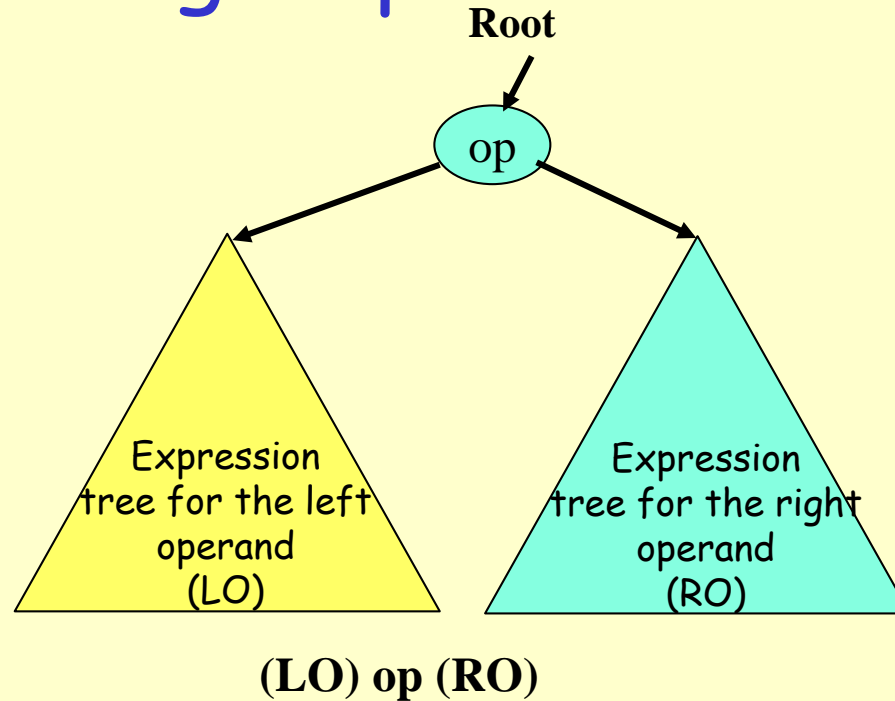 Root
op
Expression
tree for the left
operand
(LO)
Expression
tree for the right
operand
(RO)
(LO) op (RO)